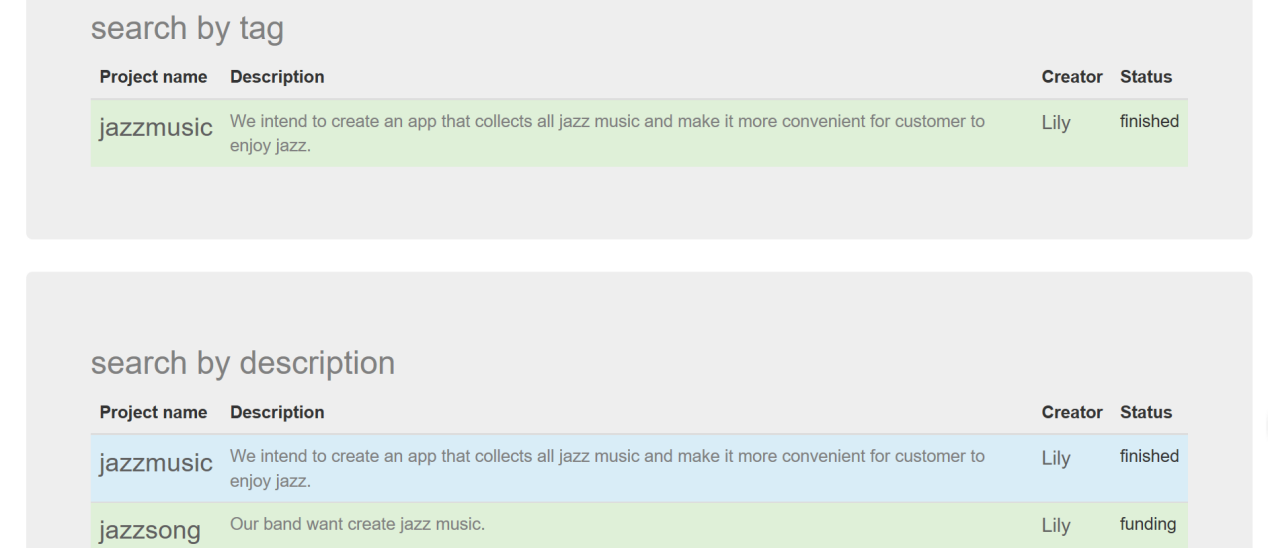 search by tag
Project name Description Creator Status
jazzmusic We intend to create an app that collects all jazz music and make it more convenient for customer to Lily finished
enjoy jazz.
search by description
Project name Description Creator Status
jazzmusic We intend to create an app that collects all jazz music and make it more convenient for customer to Lily finished
enjoy jazz.
jazzsong Our band want create jazz music. Lily funding